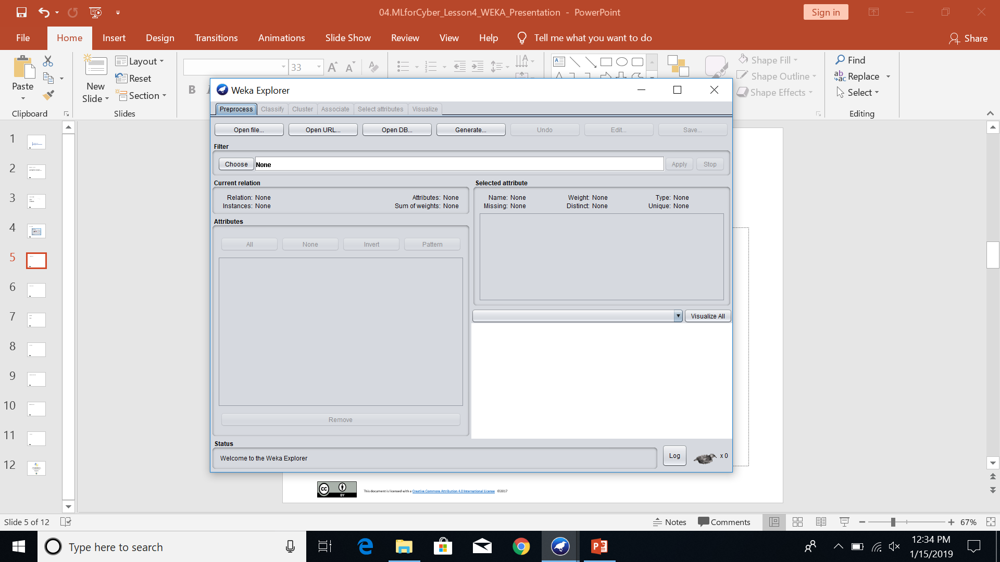 04.MLforCyber_Lesson4_WEKA_Presentation - PowerPoint
Sign in
File Home Insert Design Transitions Animations Slide Show Review View Help Tell me what you want to do Share
Paste
New Slide
Layout
Reset
Section
33
Shape Fill
Shape Outline
Shape Effects
Find
Replace
Select
B
Clipboard Slides Editing
Weka Explorer
Preprocess Classify Cluster Associate Select attributes Visualize
Open file... Open URL... Open DB... Generate... Undo Edit... Save...
Filter
Choose None Apply Stop
Current relation
Relation: None Attributes: None
Instances: None Sum of weights: None
Selected attribute
Name: None Weight: None Type: None
Missing: None Distinct: None Unique: None
Attributes
All None Invert Pattern
Visualize All
Remove
Status
Welcome to the Weka Explorer
Log x 0
1
2
3
4
5
6
7
8
9
10
11
12
cc BY
This document is licensed with a Creative Commons Attribution 4.0 International License ©2017
Slide 5 of 12 Notes Comments 67%
Type here to search
12:34 PM
1/15/2019